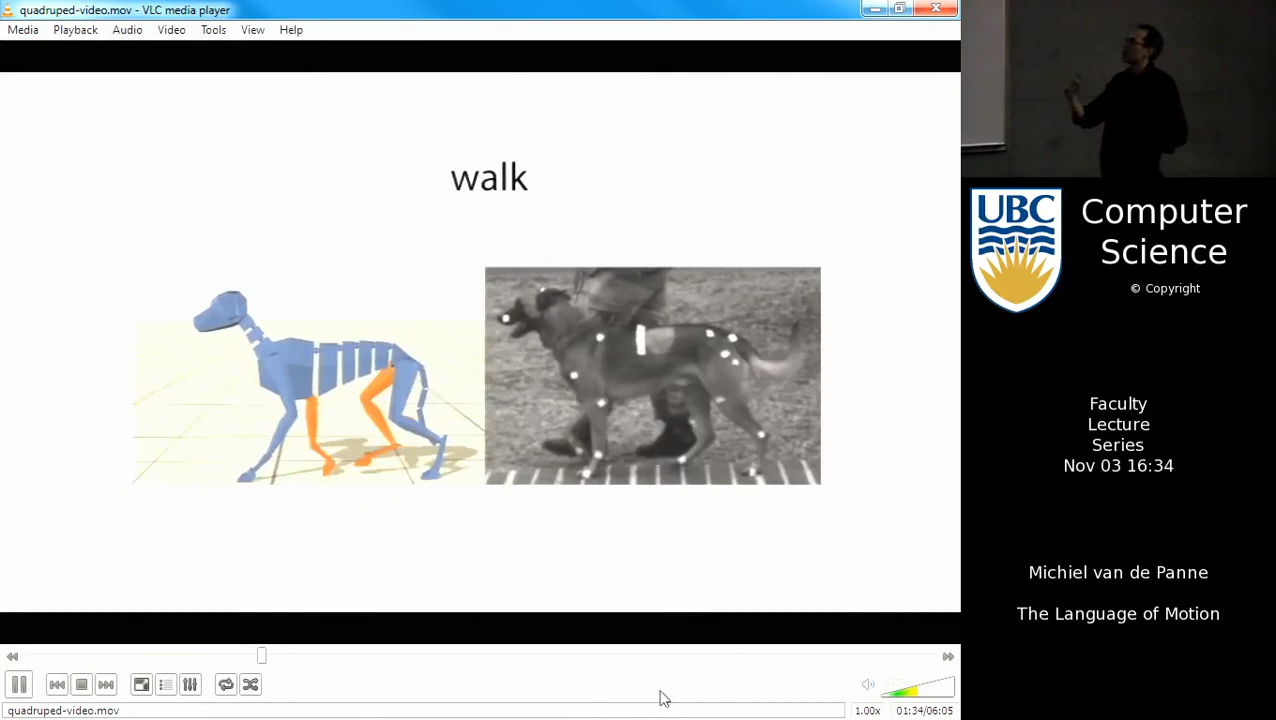 quadruped-video.mov - VLC media player
Media Playback Audio Video Tools View Help
walk
UBC
Computer
Science
© Copyright
Faculty
Lecture
Series
Nov 03 16:34
Michiel van de Panne
The Language of Motion
quadruped-video.mov
1.00x
01:34/06:05